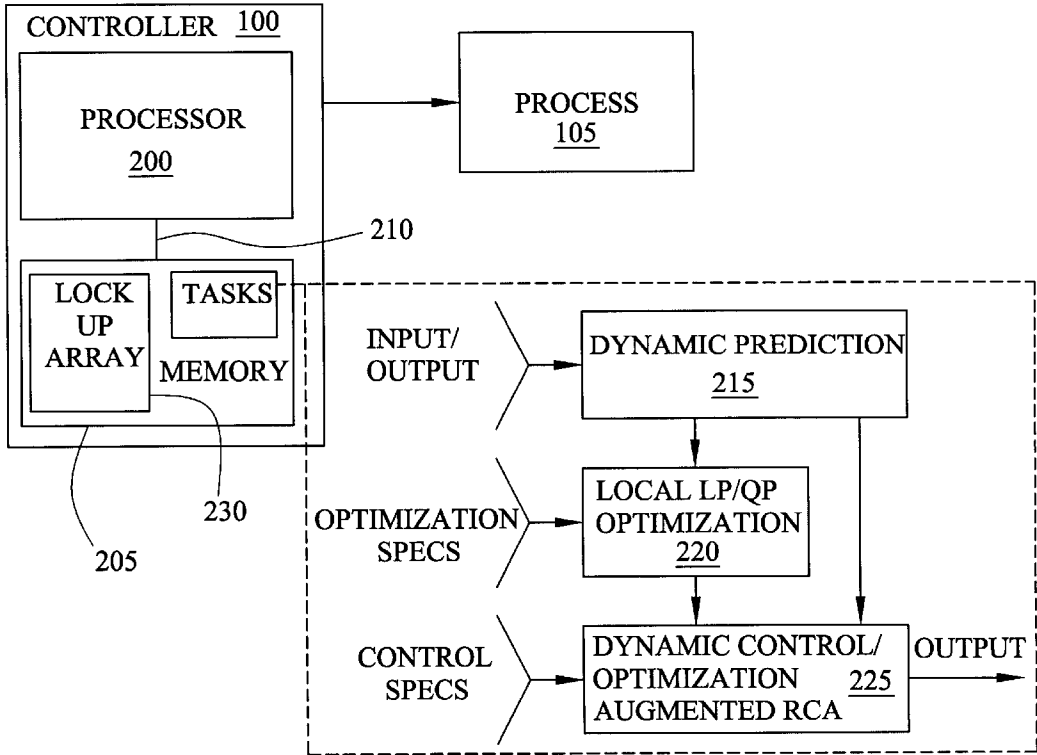 CONTROLLER 100
PROCESSOR
200
PROCESS
105
210
LOCK
UP
ARRAY
TASKS
MEMORY
230
205
INPUT/
OUTPUT
DYNAMIC PREDICTION
215
OPTIMIZATION
SPECS
LOCAL LP/QP
OPTIMIZATION
220
CONTROL
SPECS
DYNAMIC CONTROL/
OPTIMIZATION 225
AUGMENTED RCA
OUTPUT